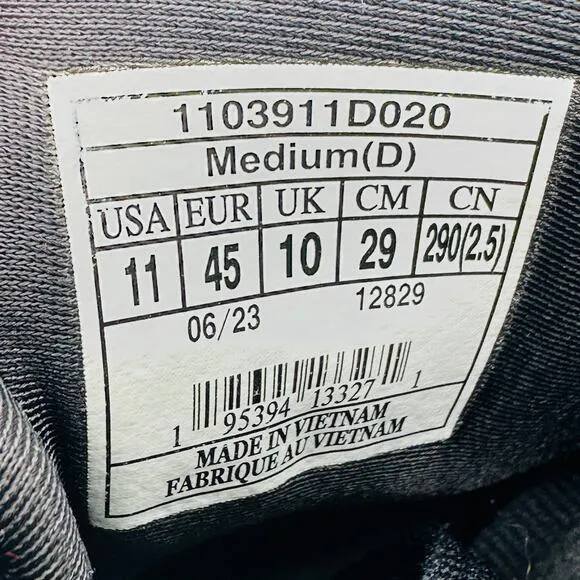 1103911D020
Medium(D)
USA EUR UK CM CN
11 45 10 29 290(2.5)
06/23 12829
1 95394 13327 1
MADE IN VIETNAM
FABRIQUE AU VIETNAM